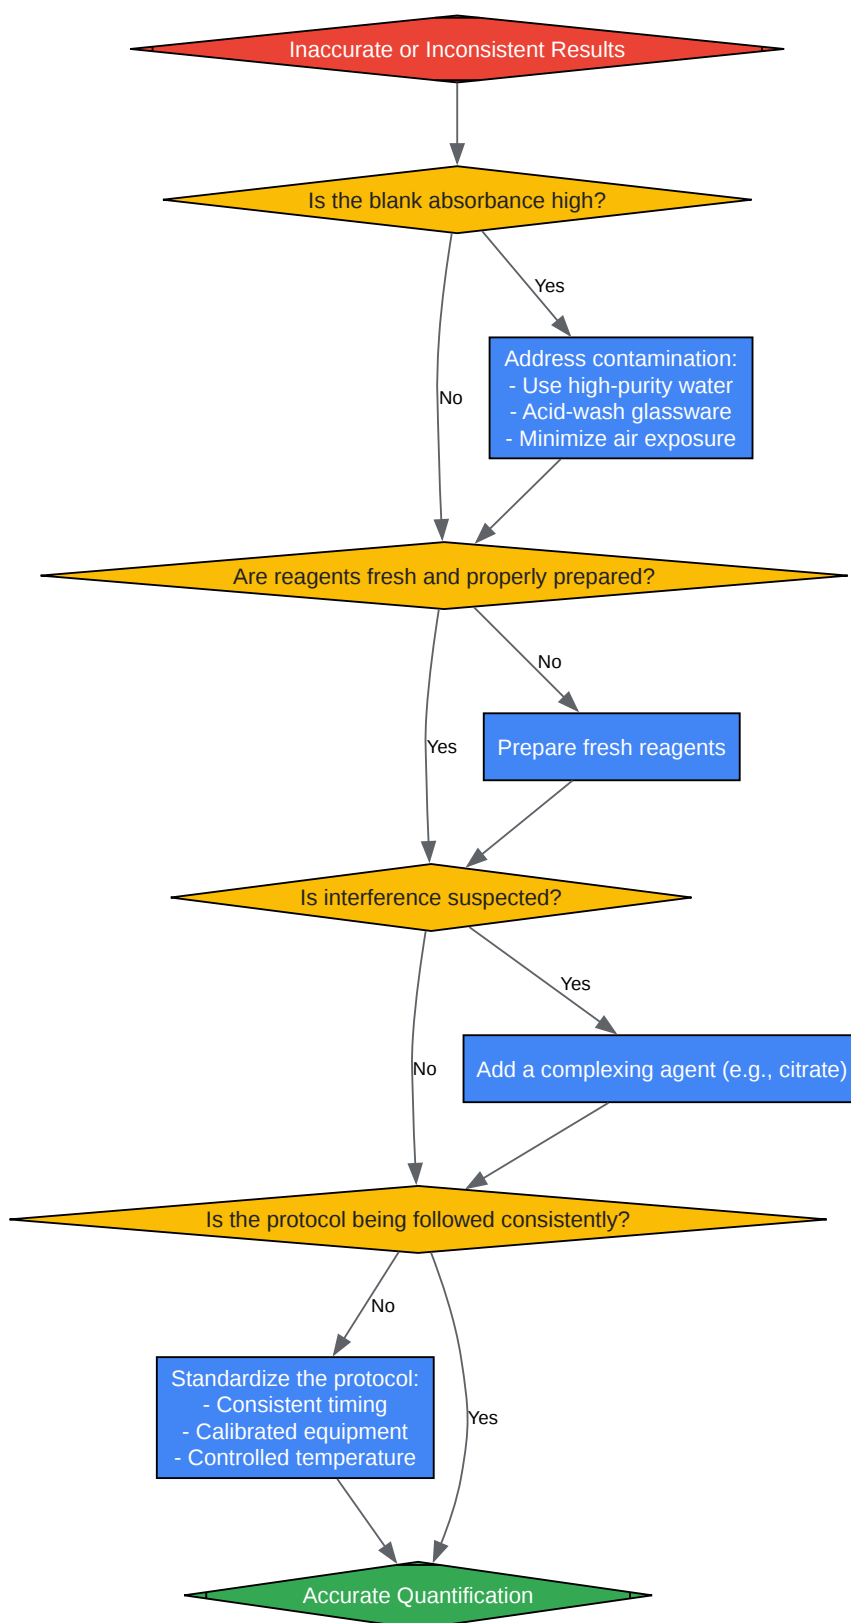 Inaccurate or Inconsistent Results
Is the blank absorbance high?
Yes
Address contamination:
- Use high-purity water
- Acid-wash glassware
- Minimize air exposure
No
Are reagents fresh and properly prepared?
No
Yes
Prepare fresh reagents
Is interference suspected?
Yes
No
Add a complexing agent (e.g., citrate)
Is the protocol being followed consistently?
No
Standardize the protocol:
- Consistent timing
- Calibrated equipment
- Controlled temperature
Yes
Accurate Quantification